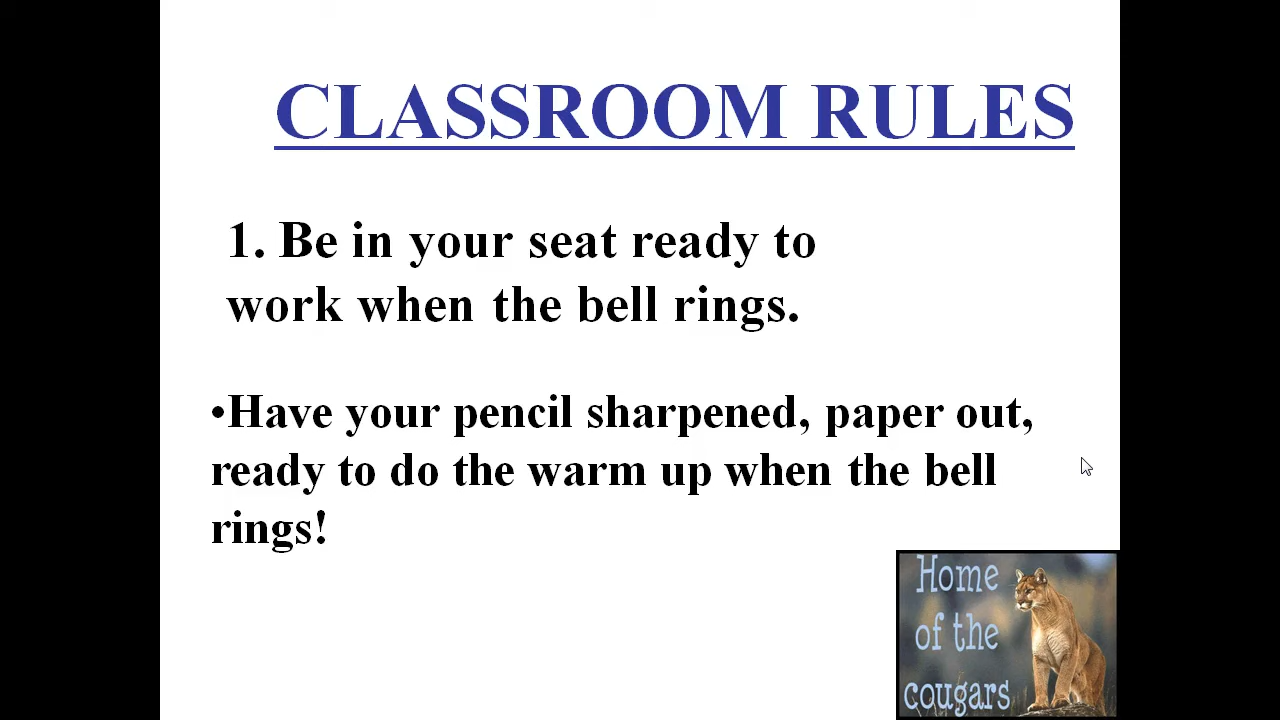 CLASSROOM RULES
1. Be in your seat ready to
work when the bell rings.
•Have your pencil sharpened, paper out,
ready to do the warm up when the bell
rings!
Home
of the
cougars